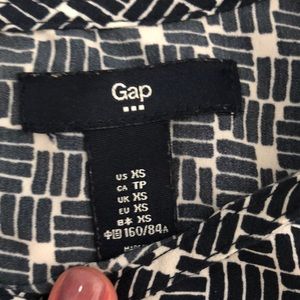 Gap
US XS
CA TP
UK XS
EU XS
日本 XS
中国 160/84A